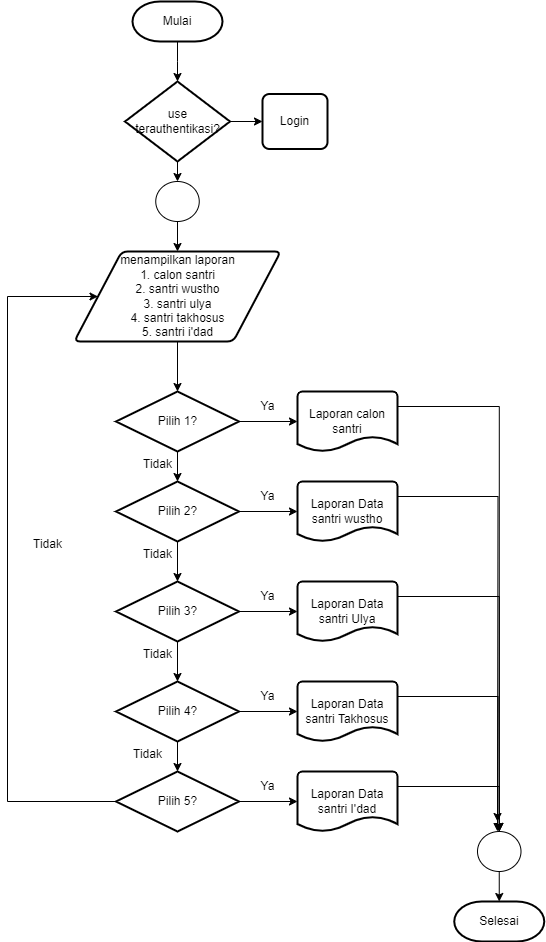 Mulai
use
terauthentikasi?
Login
menampilkan laporan
1. calon santri
2. santri wustho
3. santri ulya
4. santri takhosus
5. santri i'dad
Pilih 1?
Ya
Laporan calon
santri
Tidak
Pilih 2?
Ya
Laporan Data
santri wustho
Tidak
Tidak
Pilih 3?
Ya
Laporan Data
santri Ulya
Tidak
Pilih 4?
Ya
Laporan Data
santri Takhosus
Tidak
Pilih 5?
Ya
Laporan Data
santri I'dad
Selesai